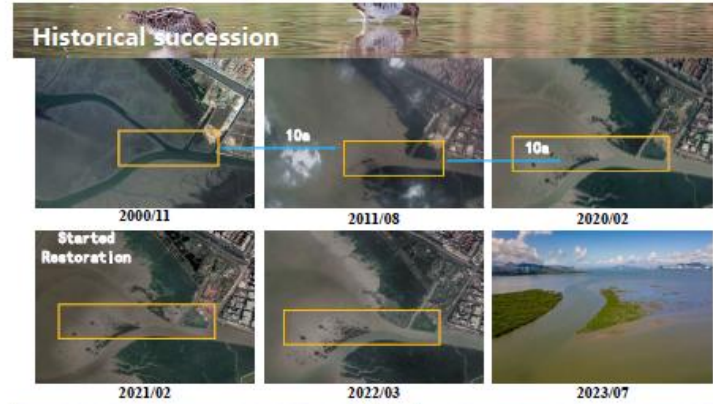 Historical succession
10a
10a
2000/11
2011/08
2020/02
Started
Restoration
2021/02
2022/03
2023/07